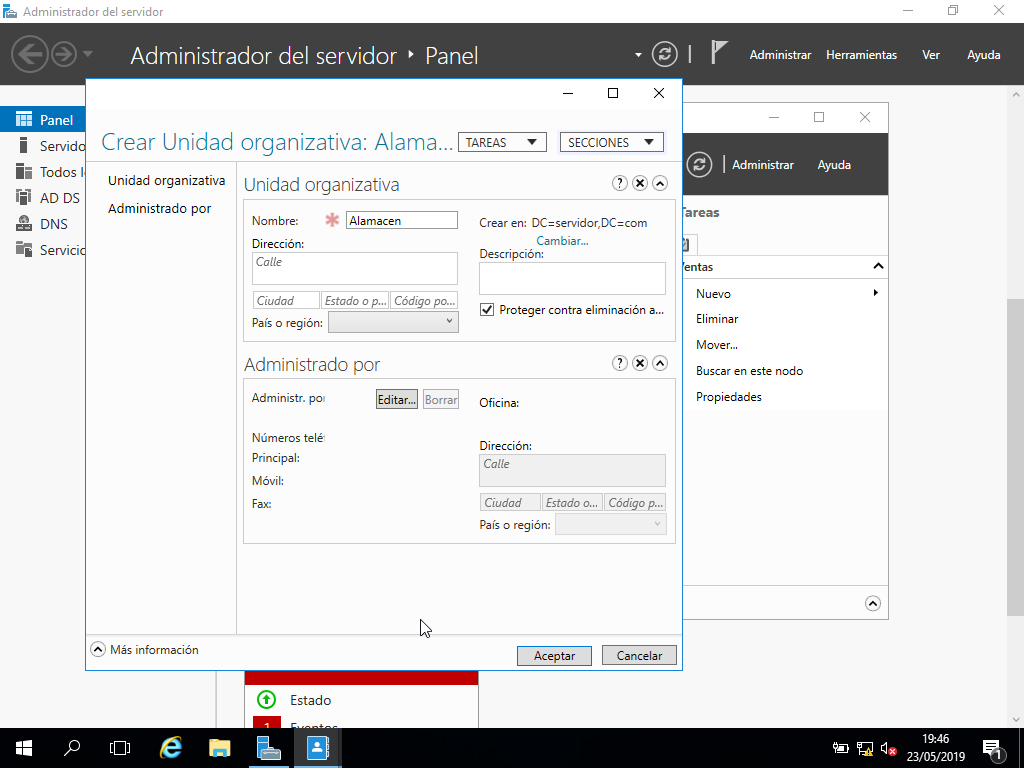 Administrador del servidor
Administrador del servidor ‣ Panel
Administrar Herramientas Ver Ayuda
Panel
Servido
Todos l
AD DS
DNS
Servicio
Crear Unidad organizativa: Alama...
TAREAS
SECCIONES
Unidad organizativa
Administrado por
Unidad organizativa
Nombre:
Alamacen
Crear en: DC=servidor,DC=com
Cambiar...
Dirección:
Calle
Descripción:
Ciudad
Estado o p...
Código po...
País o región:
Proteger contra eliminación a...
Administrado por
Administr. por
Editar...
Borrar
Oficina:
Números telé
Principal:
Móvil:
Fax:
Dirección:
Calle
Ciudad
Estado o...
Código p...
País o región:
Más información
Aceptar
Cancelar
Administrar Ayuda
Tareas
entas
Nuevo
Eliminar
Mover...
Buscar en este nodo
Propiedades
Estado
1 Eventos
19:46
23/05/2019
1